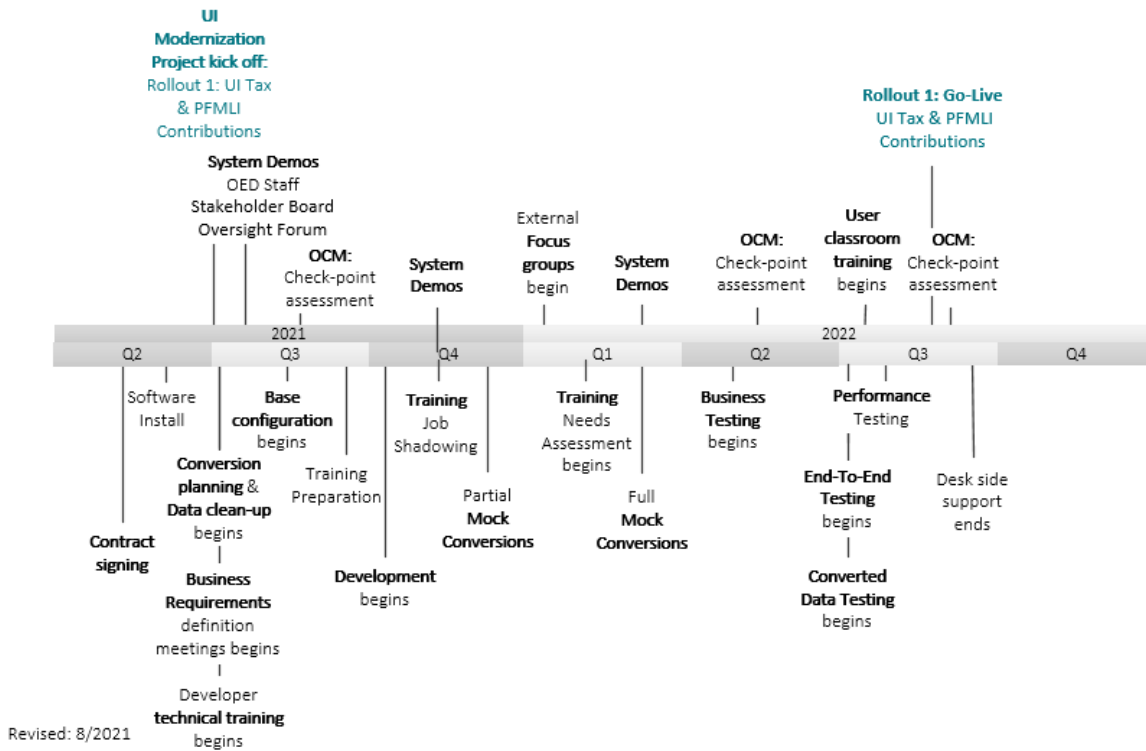 UI
Modernization
Project kick off:
Rollout 1: UI Tax
& PFMLI
Contributions
System Demos
OED Staff
Stakeholder Board
Oversight Forum
OCM:
Check-point
assessment
System
Demos
External
Focus
groups
begin
System
Demos
OCM:
Check-point
assessment
User
classroom
training
begins
Rollout 1: Go-Live
UI Tax & PFMLI
Contributions
OCM:
Check-point
assessment
2021
2022
Q2
Q3
Q4
Q1
Q2
Q3
Q4
Contract
signing
Software
Install
Conversion
planning &
Data clean-up
begins
Business
Requirements
definition
meetings begins
Developer
technical training
begins
Base
configuration
begins
Training
Preparation
Development
begins
Training
Job
Shadowing
Partial
Mock
Conversions
Training
Needs
Assessment
begins
Full
Mock
Conversions
Business
Testing
begins
Performance
Testing
End-To-End
Testing
begins
Converted
Data Testing
begins
Desk side
support
ends
Revised: 8/2021